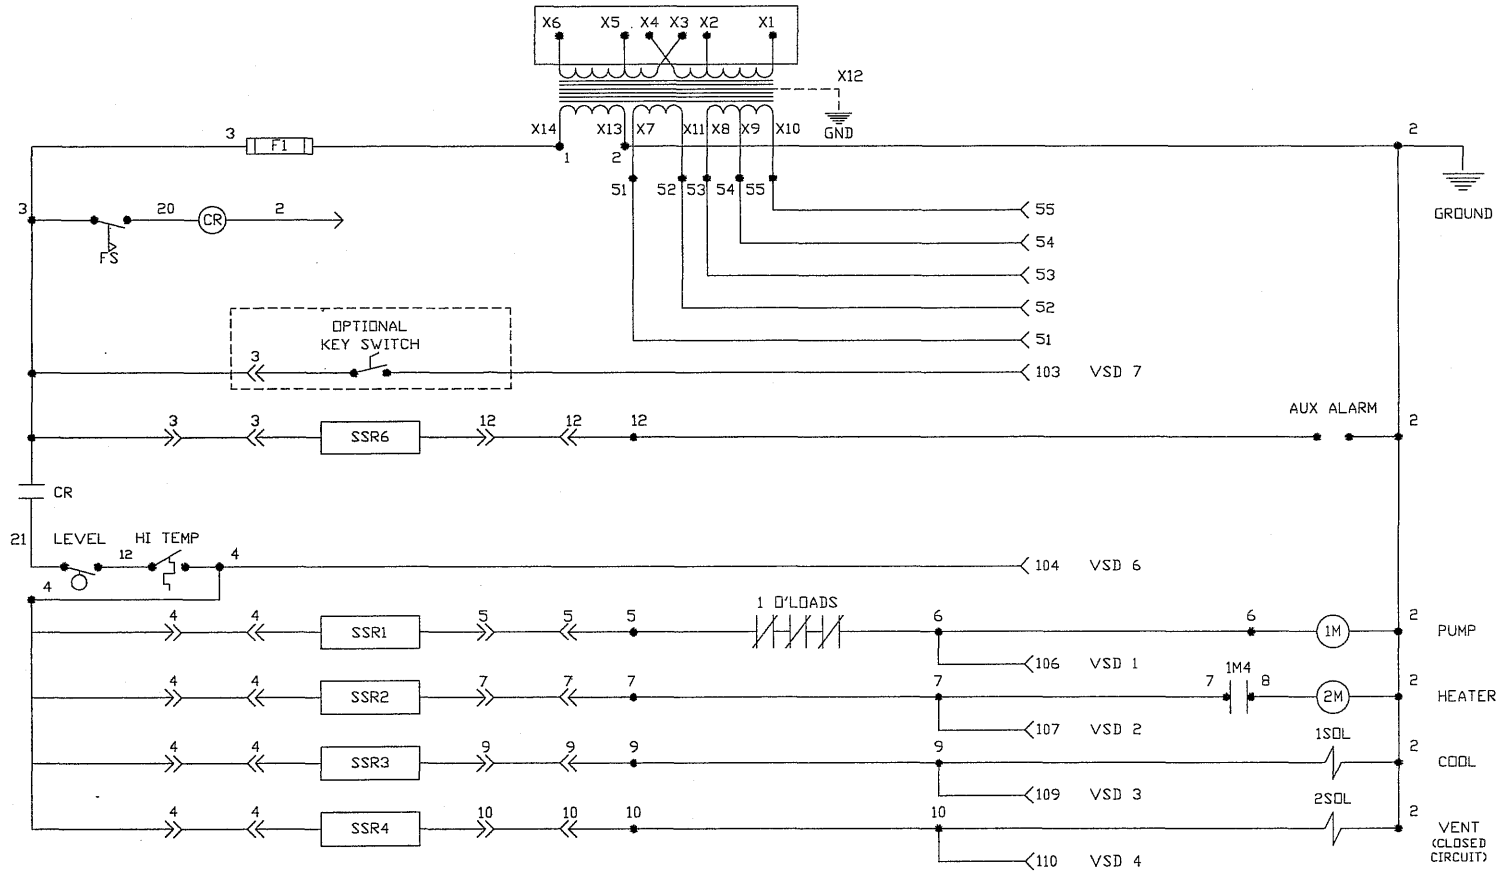 X6 X5 X4 X3 X2 X1
X12
X14 X13 X7 X11 X8 X9 X10 GND
3 F1 1 2 2
51 52 53 54 55
GROUND
3 20 CR 2
FS
55
54
53
52
51
OPTIONAL
KEY SWITCH
3
103 VSD 7
AUX ALARM
3 3 SSR6 12 12 12 2
CR
21 LEVEL 12 HI TEMP 4
104 VSD 6
4
1 O'LOADS
4 4 SSR1 5 5 5 6 6 1M 2 PUMP
106 VSD 1
1M4
4 4 SSR2 7 7 7 7 7 8 2M 2 HEATER
107 VSD 2
1SOL
4 4 SSR3 9 9 9 9 2 COOL
109 VSD 3
2SOL
4 4 SSR4 10 10 10 10 2 VENT
(CLOSED
CIRCUIT)
110 VSD 4